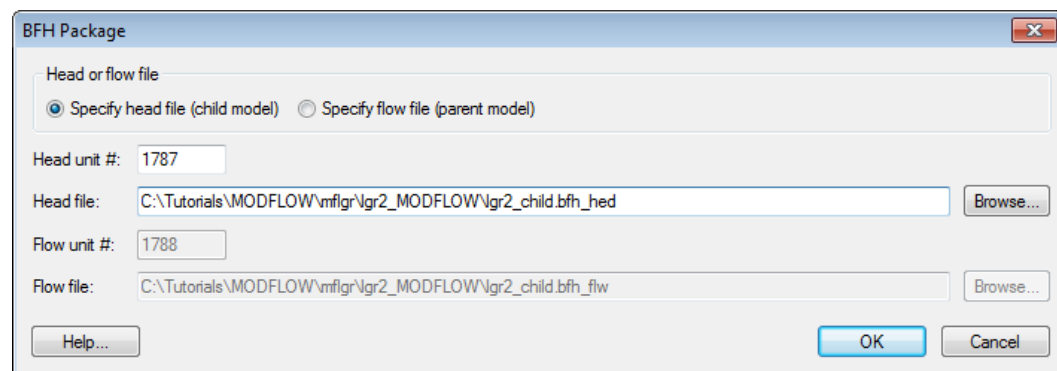 BFH Package
Head or flow file
Specify head file (child model) Specify flow file (parent model)
Head unit #: 1787
Head file: C:\Tutorials\MODFLOW\mflgr\lgr2_MODFLOW\lgr2_child.bfh_hed Browse...
Flow unit #: 1788
Flow file: C:\Tutorials\MODFLOW\mflgr\lgr2_MODFLOW\lgr2_child.bfh_flw Browse...
Help... OK Cancel